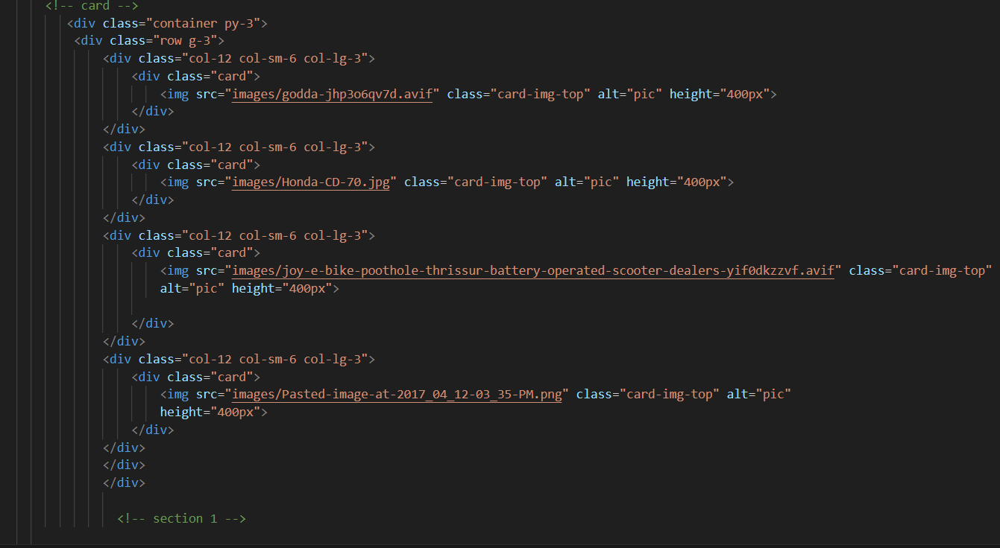 <!-- card -->
<div class="container py-3">
<div class="row g-3">
<div class="col-12 col-sm-6 col-lg-3">
<div class="card">
<img src="images/godda-jhp3o6qv7d.avif" class="card-img-top" alt="pic" height="400px">
</div>
</div>
<div class="col-12 col-sm-6 col-lg-3">
<div class="card">
<img src="images/Honda-CD-70.jpg" class="card-img-top" alt="pic" height="400px">
</div>
</div>
<div class="col-12 col-sm-6 col-lg-3">
<div class="card">
<img src="images/joy-e-bike-poothole-thrissur-battery-operated-scooter-dealers-yif0dkzzvf.avif" class="card-img-top"
alt="pic" height="400px">
</div>
</div>
<div class="col-12 col-sm-6 col-lg-3">
<div class="card">
<img src="images/Pasted-image-at-2017_04_12-03_35-PM.png" class="card-img-top" alt="pic"
height="400px">
</div>
</div>
</div>
</div>
<!-- section 1 -->